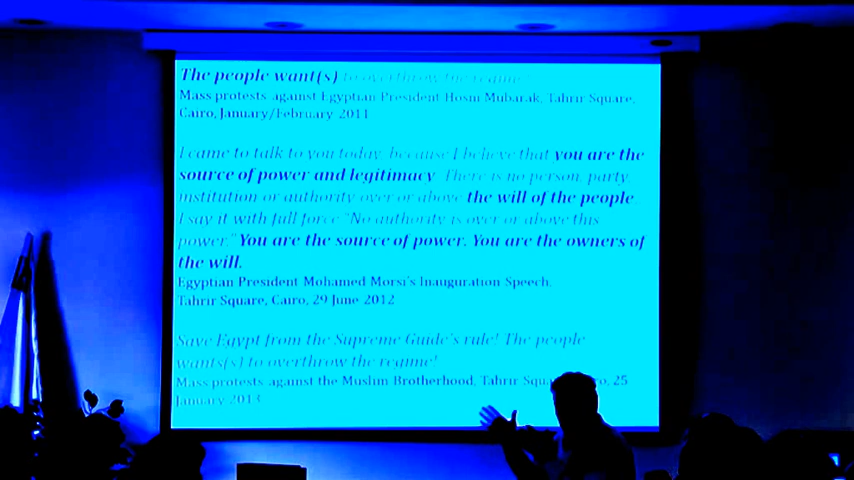 The people want(s) to overthrow the regime!
Mass protests against Egyptian President Hosni Mubarak, Tahrir Square,
Cairo, January/February 2011
I came to talk to you today, because I believe that you are the
source of power and legitimacy. There is no person, party,
institution or authority over or above the will of the people.
I say it with full force "No authority is over or above this
power." You are the source of power. You are the owners of
the will.
Egyptian President Mohamed Morsi's Inauguration Speech,
Tahrir Square, Cairo, 29 June 2012
Save Egypt from the Supreme Guide's rule! The people
wants(s) to overthrow the regime!
Mass protests against the Muslim Brotherhood, Tahrir 25
January 2013